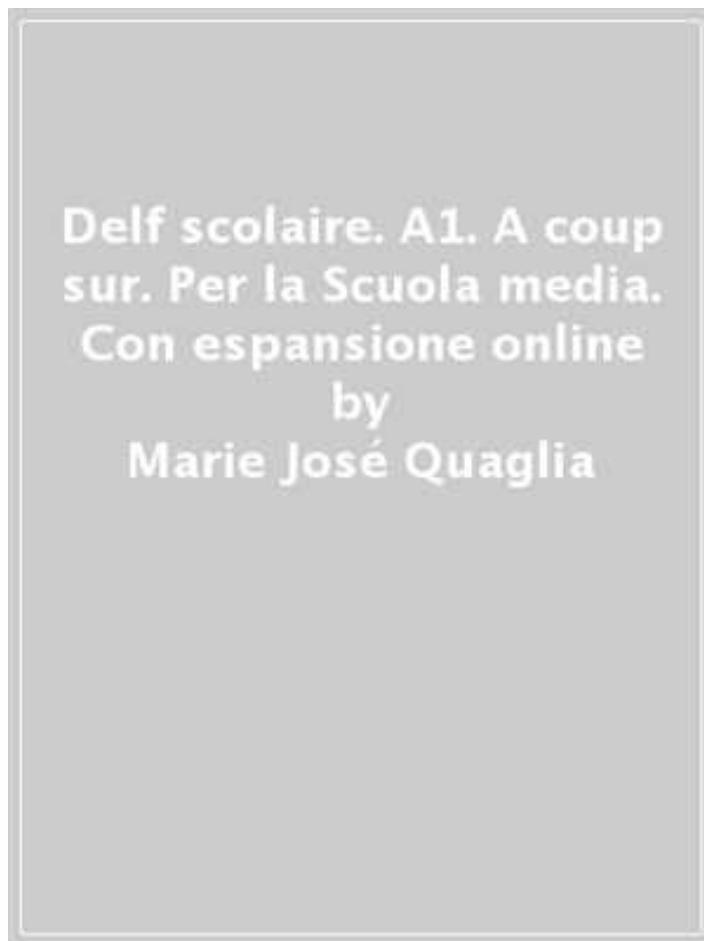 Delf scolaire. A1. A coup
sur. Per la Scuola media.
Con espansione online
by
Marie José Quaglia